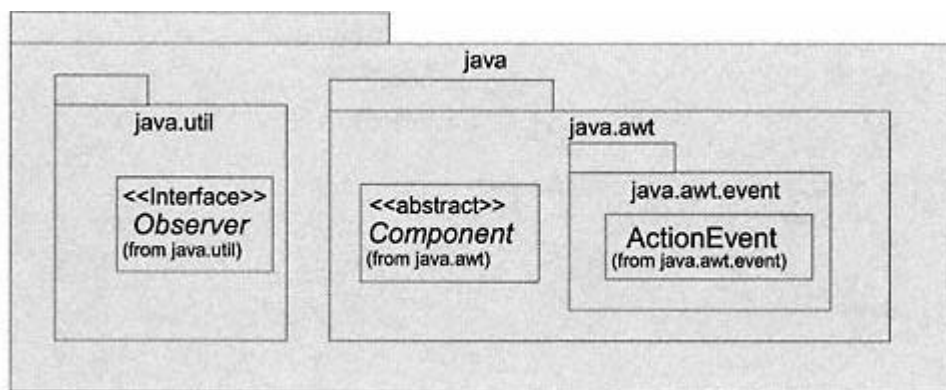 java
java.util
<<Interface>>
Observer
(from java.util)
java.awt
<<abstract>>
Component
(from java.awt)
java.awt.event
ActionEvent
(from java.awt.event)